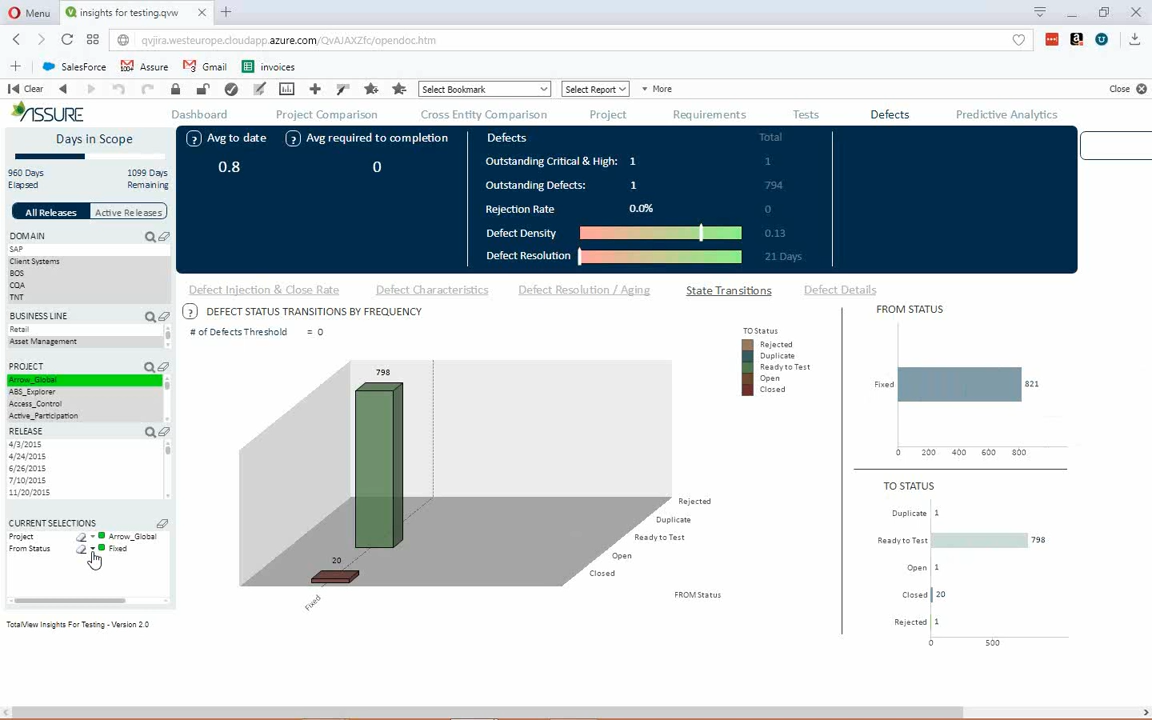 Menu
insights for testing.qvw
qvjira.westeurope.cloudapp.azure.com/QvAJAXZfc/opendoc.htm
SalesForce
Assure
Gmail
invoices
Clear
Select Bookmark
Select Report
More
Close
ASSURE
Dashboard
Project Comparison
Cross Entity Comparison
Project
Requirements
Tests
Defects
Predictive Analytics
Days in Scope
960 Days
Elapsed
1099 Days
Remaining
All Releases
Active Releases
DOMAIN
SAP
Client Systems
BOS
CQA
TNT
BUSINESS LINE
Retail
Asset Management
PROJECT
Arrow_Global
ABS_Explorer
Access_Control
Active_Participation
RELEASE
4/3/2015
4/24/2015
6/26/2015
7/10/2015
11/20/2015
CURRENT SELECTIONS
Project Arrow_Global
From Status Fixed
TotalView Insights For Testing - Version 2.0
? Avg to date
0.8
? Avg required to completion
0
Defects Total
Outstanding Critical & High: 1 1
Outstanding Defects: 1 794
Rejection Rate 0.0% 0
Defect Density 0.13
Defect Resolution 21 Days
Defect Injection & Close Rate
Defect Characteristics
Defect Resolution / Aging
State Transitions
Defect Details
? DEFECT STATUS TRANSITIONS BY FREQUENCY
# of Defects Threshold = 0
TO Status
Rejected
Duplicate
Ready to Test
Open
Closed
798
20
Rejected
Duplicate
Ready to Test
Open
Closed
FROM Status
Fixed
FROM STATUS
Fixed 821
0 200 400 600 800
TO STATUS
Duplicate 1
Ready to Test 798
Open 1
Closed 20
Rejected 1
0 500